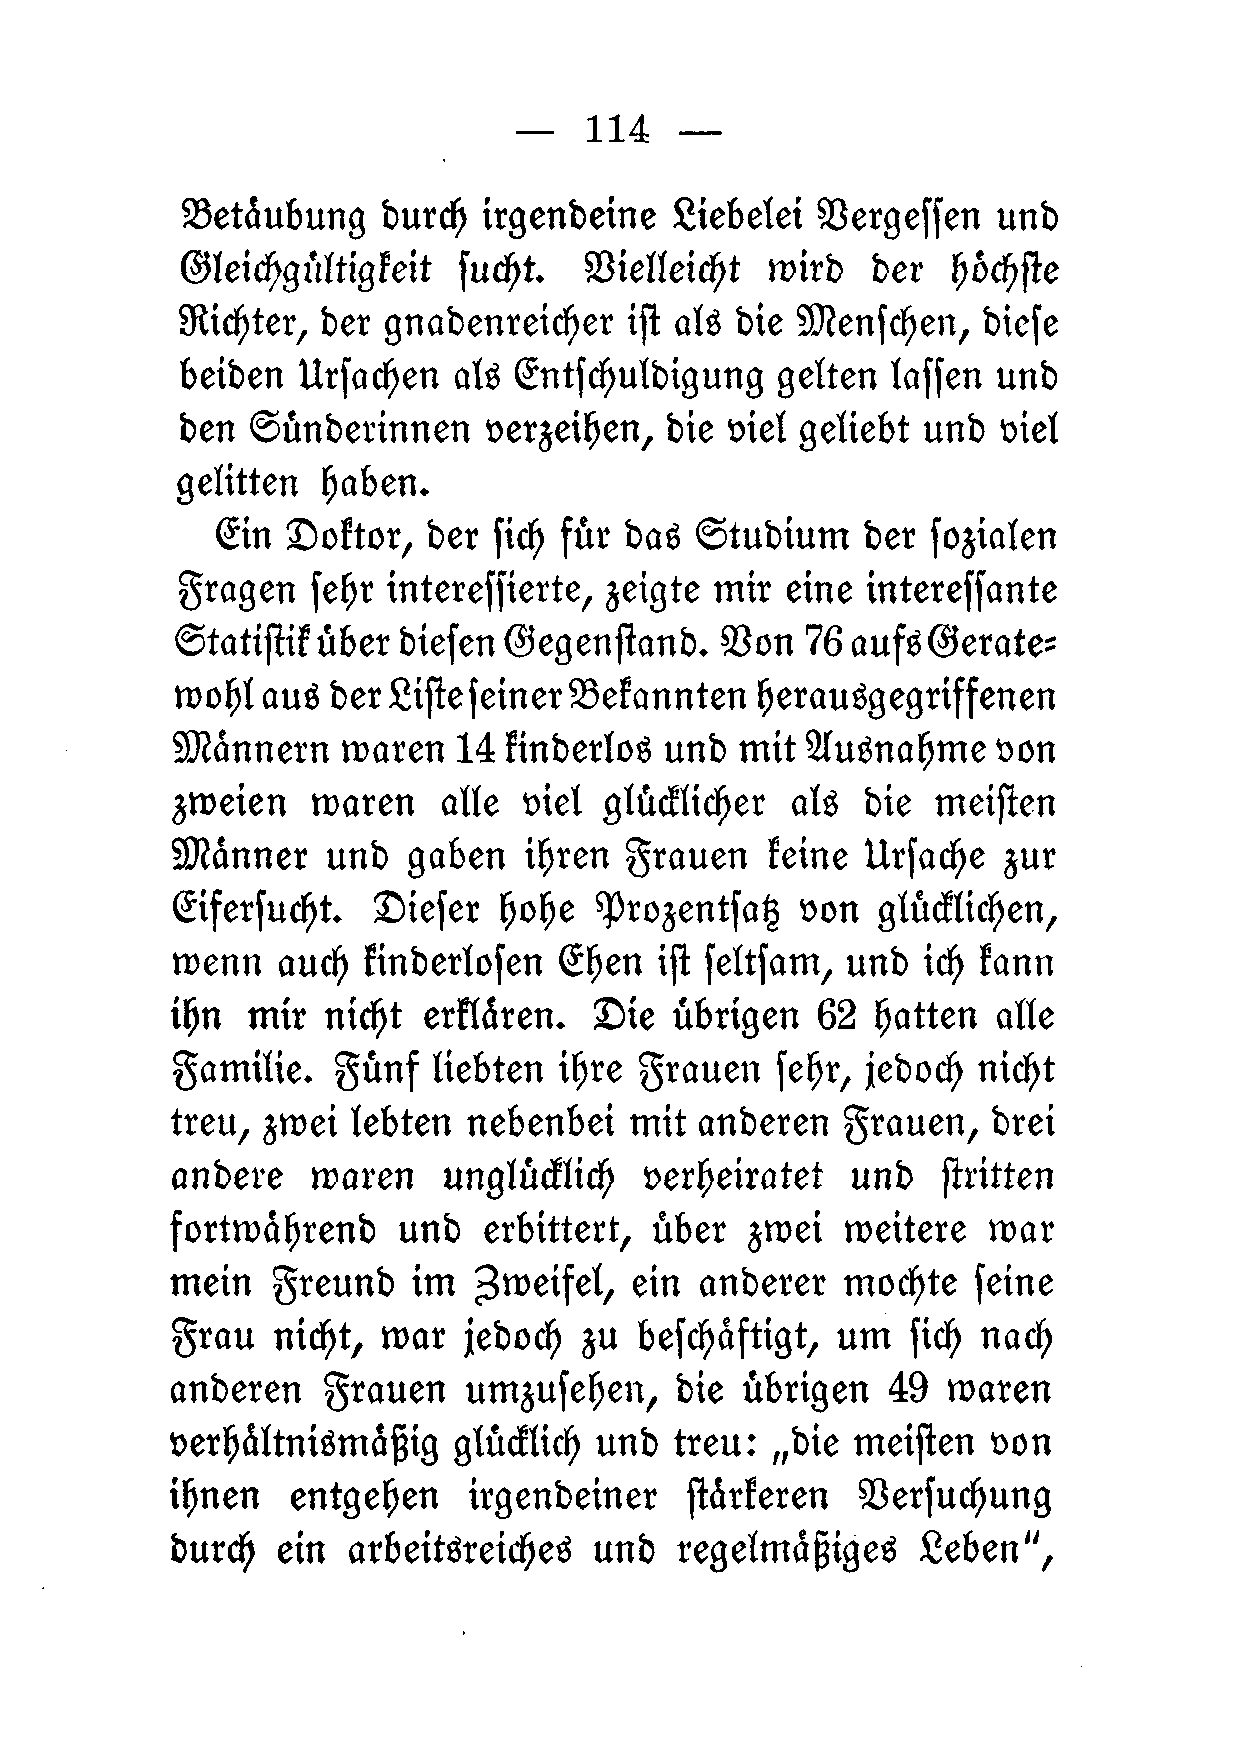 — 114 —
Betäubung durch irgendeine Liebelei Vergessen und
Gleichgültigkeit sucht. Vielleicht wird der höchste
Richter, der gnadenreicher ist als die Menschen, diese
beiden Ursachen als Entschuldigung gelten lassen und
den Sünderinnen verzeihen, die viel geliebt und viel
gelitten haben.
Ein Doktor, der sich für das Studium der sozialen
Fragen sehr interessierte, zeigte mir eine interessante
Statistik über diesen Gegenstand. Von 76 aufs Gerate-
wohl aus der Liste seiner Bekannten herausgegriffenen
Männern waren 14 kinderlos und mit Ausnahme von
zweien waren alle viel glücklicher als die meisten
Männer und gaben ihren Frauen keine Ursache zur
Eifersucht. Dieser hohe Prozentsatz von glücklichen,
wenn auch kinderlosen Ehen ist seltsam, und ich kann
ihn mir nicht erklären. Die übrigen 62 hatten alle
Familie. Fünf liebten ihre Frauen sehr, jedoch nicht
treu, zwei lebten nebenbei mit anderen Frauen, drei
andere waren unglücklich verheiratet und stritten
fortwährend und erbittert, über zwei weitere war
mein Freund im Zweifel, ein anderer mochte seine
Frau nicht, war jedoch zu beschäftigt, um sich nach
anderen Frauen umzusehen, die übrigen 49 waren
verhältnismäßig glücklich und treu: „die meisten von
ihnen entgehen irgendeiner stärkeren Versuchung
durch ein arbeitsreiches und regelmäßiges Leben",